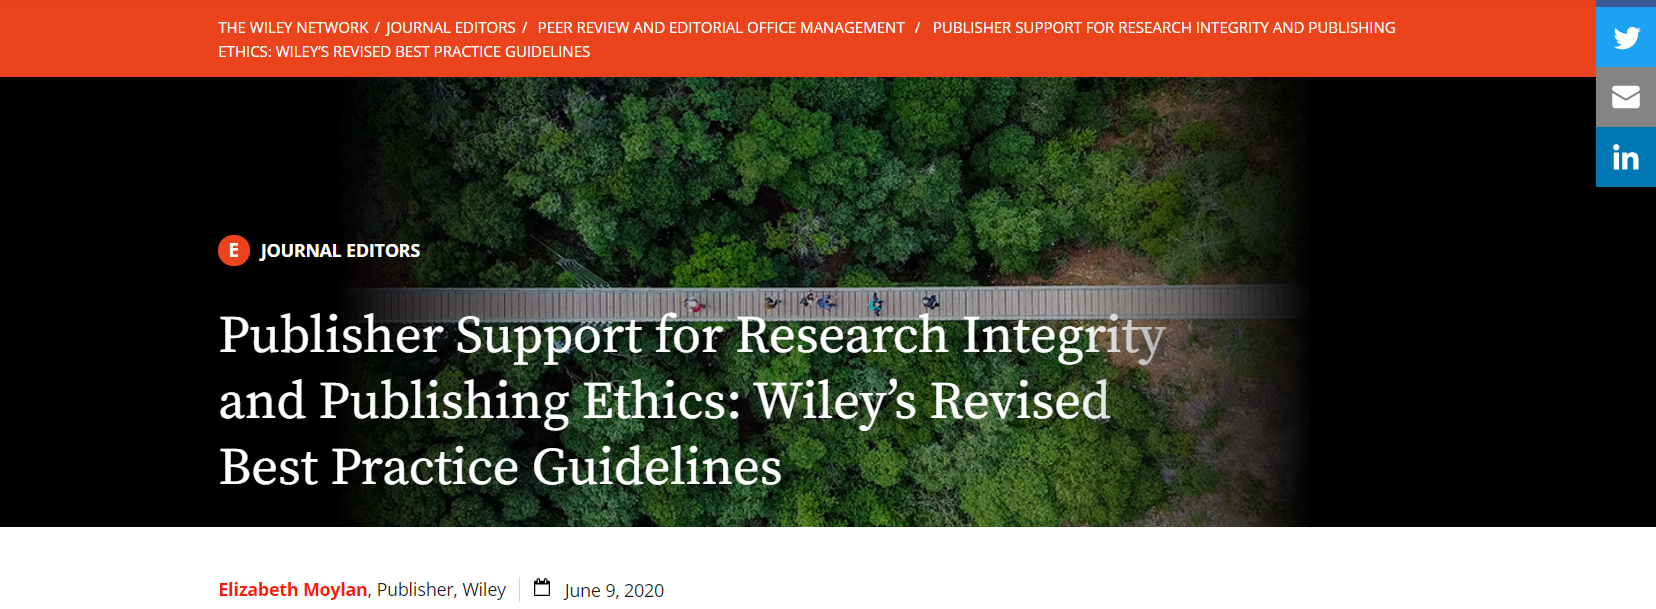 THE WILEY NETWORK / JOURNAL EDITORS / PEER REVIEW AND EDITORIAL OFFICE MANAGEMENT / PUBLISHER SUPPORT FOR RESEARCH INTEGRITY AND PUBLISHING
ETHICS: WILEY’S REVISED BEST PRACTICE GUIDELINES
E JOURNAL EDITORS
Publisher Support for Research Integrity
and Publishing Ethics: Wiley’s Revised
Best Practice Guidelines
Elizabeth Moylan, Publisher, Wiley June 9, 2020
in